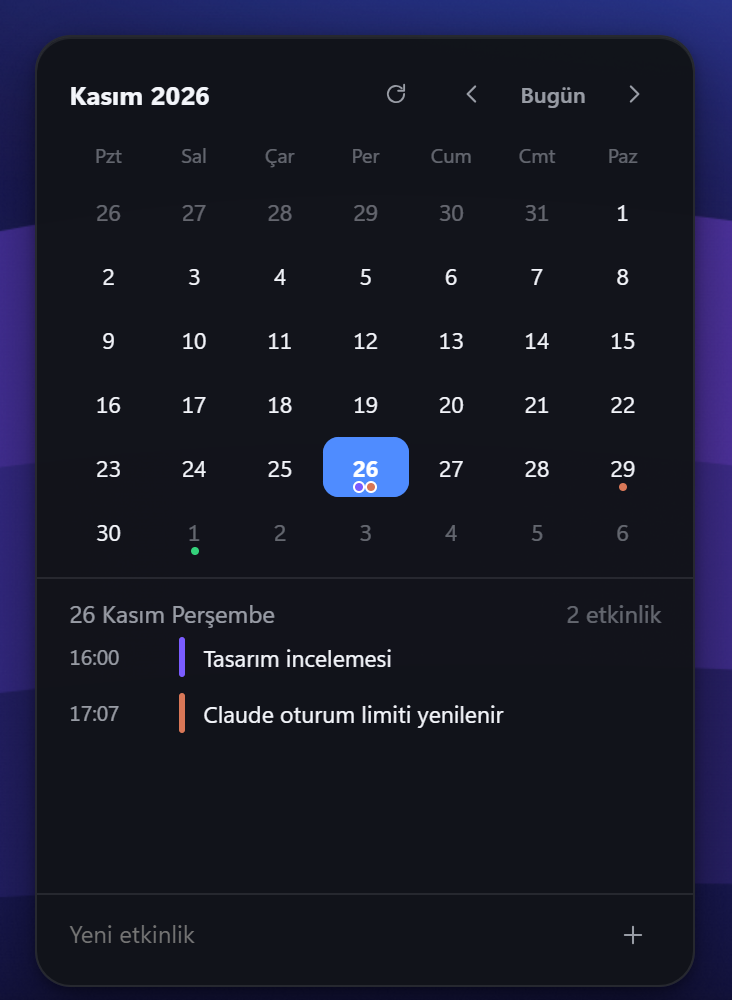 Kasım 2026 Bugün
Pzt Sal Çar Per Cum Cmt Paz
26 27 28 29 30 31 1
2 3 4 5 6 7 8
9 10 11 12 13 14 15
16 17 18 19 20 21 22
23 24 25 26 27 28 29
30 1 2 3 4 5 6
26 Kasım Perşembe 2 etkinlik
16:00 Tasarım incelemesi
17:07 Claude oturum limiti yenilenir
Yeni etkinlik +